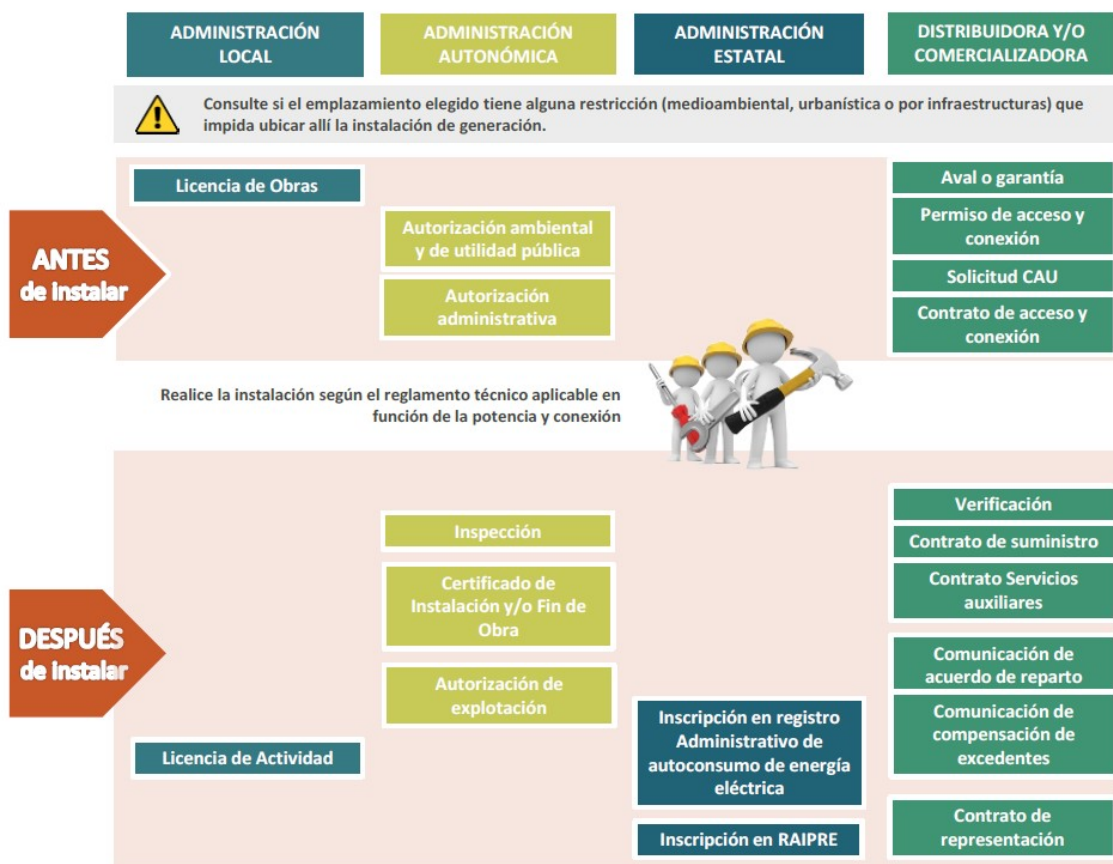 ADMINISTRACIÓN
LOCAL
ADMINISTRACIÓN
AUTONÓMICA
ADMINISTRACIÓN
ESTATAL
DISTRIBUIDORA Y/O
COMERCIALIZADORA
Consulte si el emplazamiento elegido tiene alguna restricción (medioambiental, urbanística o por infraestructuras) que
impida ubicar allí la instalación de generación.
ANTES
de instalar
Licencia de Obras
Autorización ambiental
y de utilidad pública
Autorización
administrativa
Aval o garantía
Permiso de acceso y
conexión
Solicitud CAU
Contrato de acceso y
conexión
Realice la instalación según el reglamento técnico aplicable en
función de la potencia y conexión
DESPUÉS
de instalar
Licencia de Actividad
Inspección
Certificado de
Instalación y/o Fin de
Obra
Autorización de
explotación
Inscripción en registro
Administrativo de
autoconsumo de energía
eléctrica
Inscripción en RAIPRE
Verificación
Contrato de suministro
Contrato Servicios
auxiliares
Comunicación de
acuerdo de reparto
Comunicación de
compensación de
excedentes
Contrato de
representación